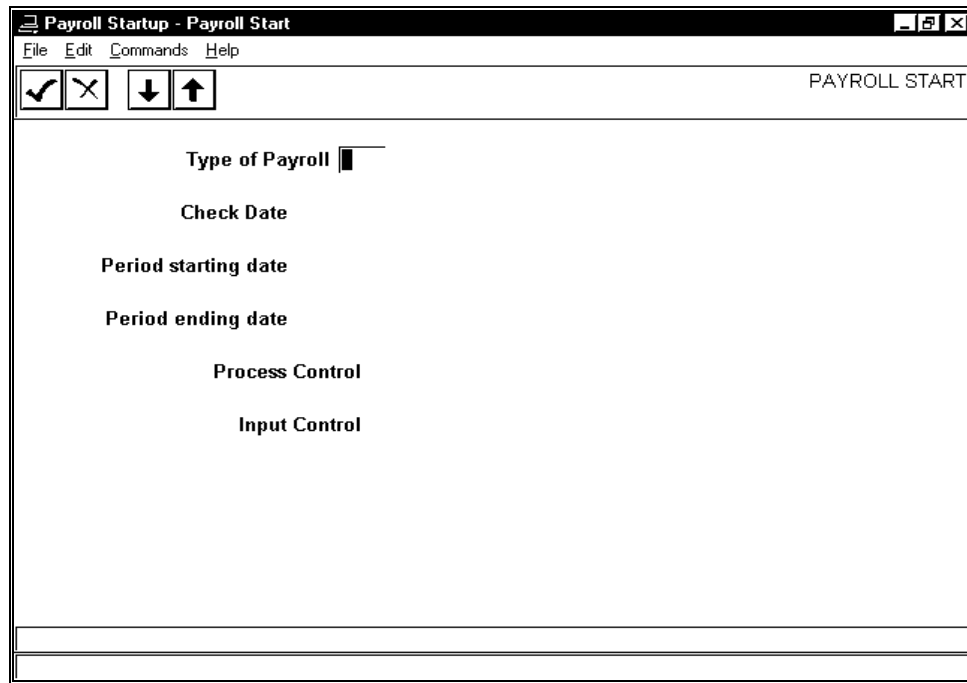 Payroll Startup - Payroll Start
File Edit Commands Help
PAYROLL START
Type of Payroll
Check Date
Period starting date
Period ending date
Process Control
Input Control